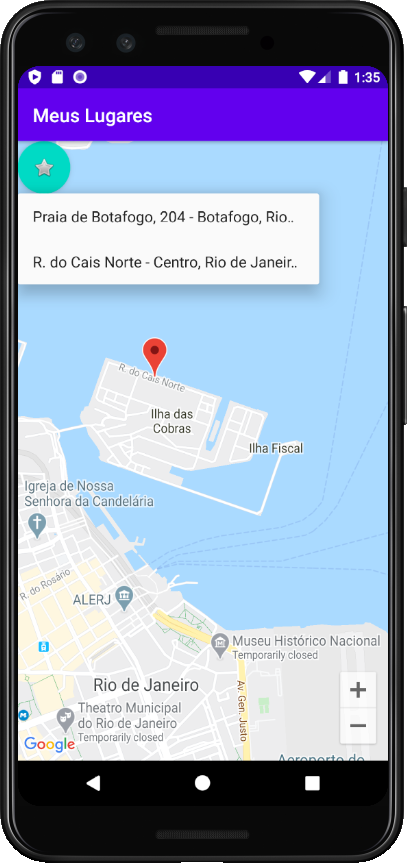 1:35
Meus Lugares
Praia de Botafogo, 204 - Botafogo, Rio..
R. do Cais Norte - Centro, Rio de Janeir..
R. do Cais Norte
Ilha das
Cobras
Ilha Fiscal
Igreja de Nossa
Senhora da Candelária
R. do Rosário
ALERJ
Museu Histórico Nacional
Temporarily closed
Rio de Janeiro
Av. Gen. Justo
Theatro Municipal
do Rio de Janeiro
Temporarily closed
+
−
Google
Aeroporto de